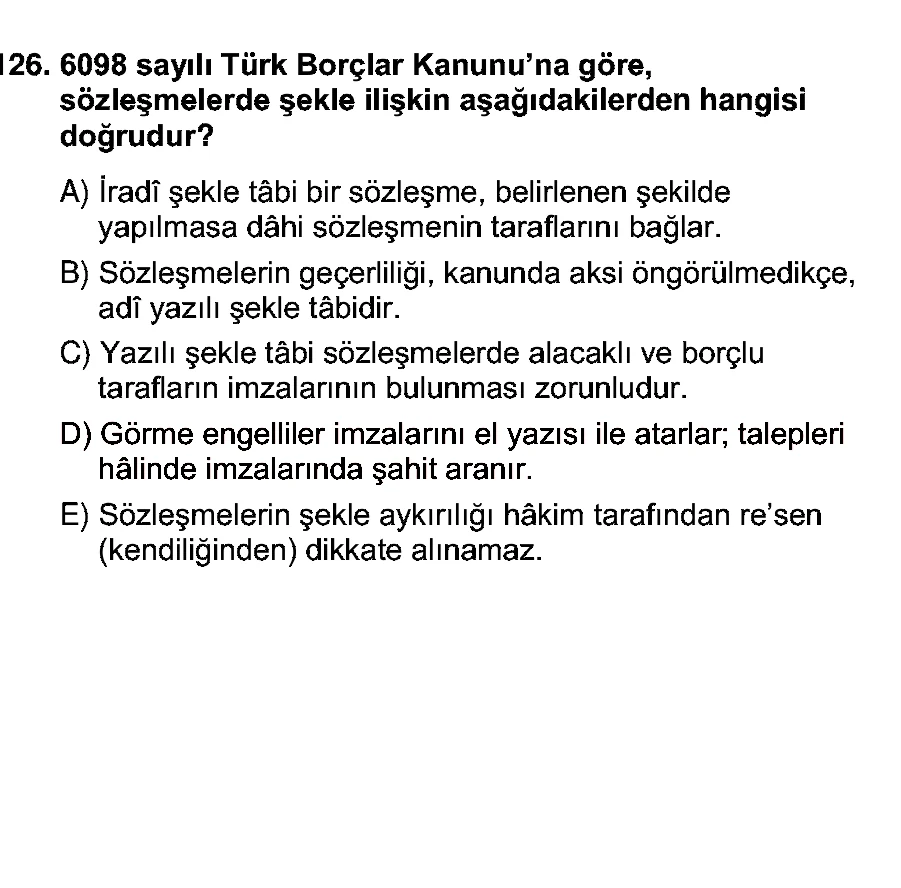 126. 6098 sayılı Türk Borçlar Kanunu’na göre,
sözleşmelerde şekle ilişkin aşağıdakilerden hangisi
doğrudur?
A) İradî şekle tâbi bir sözleşme, belirlenen şekilde
yapılmasa dâhi sözleşmenin taraflarını bağlar.
B) Sözleşmelerin geçerliliği, kanunda aksi öngörülmedikçe,
adî yazılı şekle tâbidir.
C) Yazılı şekle tâbi sözleşmelerde alacaklı ve borçlu
tarafların imzalarının bulunması zorunludur.
D) Görme engelliler imzalarını el yazısı ile atarlar; talepleri
hâlinde imzalarında şahit aranır.
E) Sözleşmelerin şekle aykırılığı hâkim tarafından re’sen
(kendiliğinden) dikkate alınamaz.